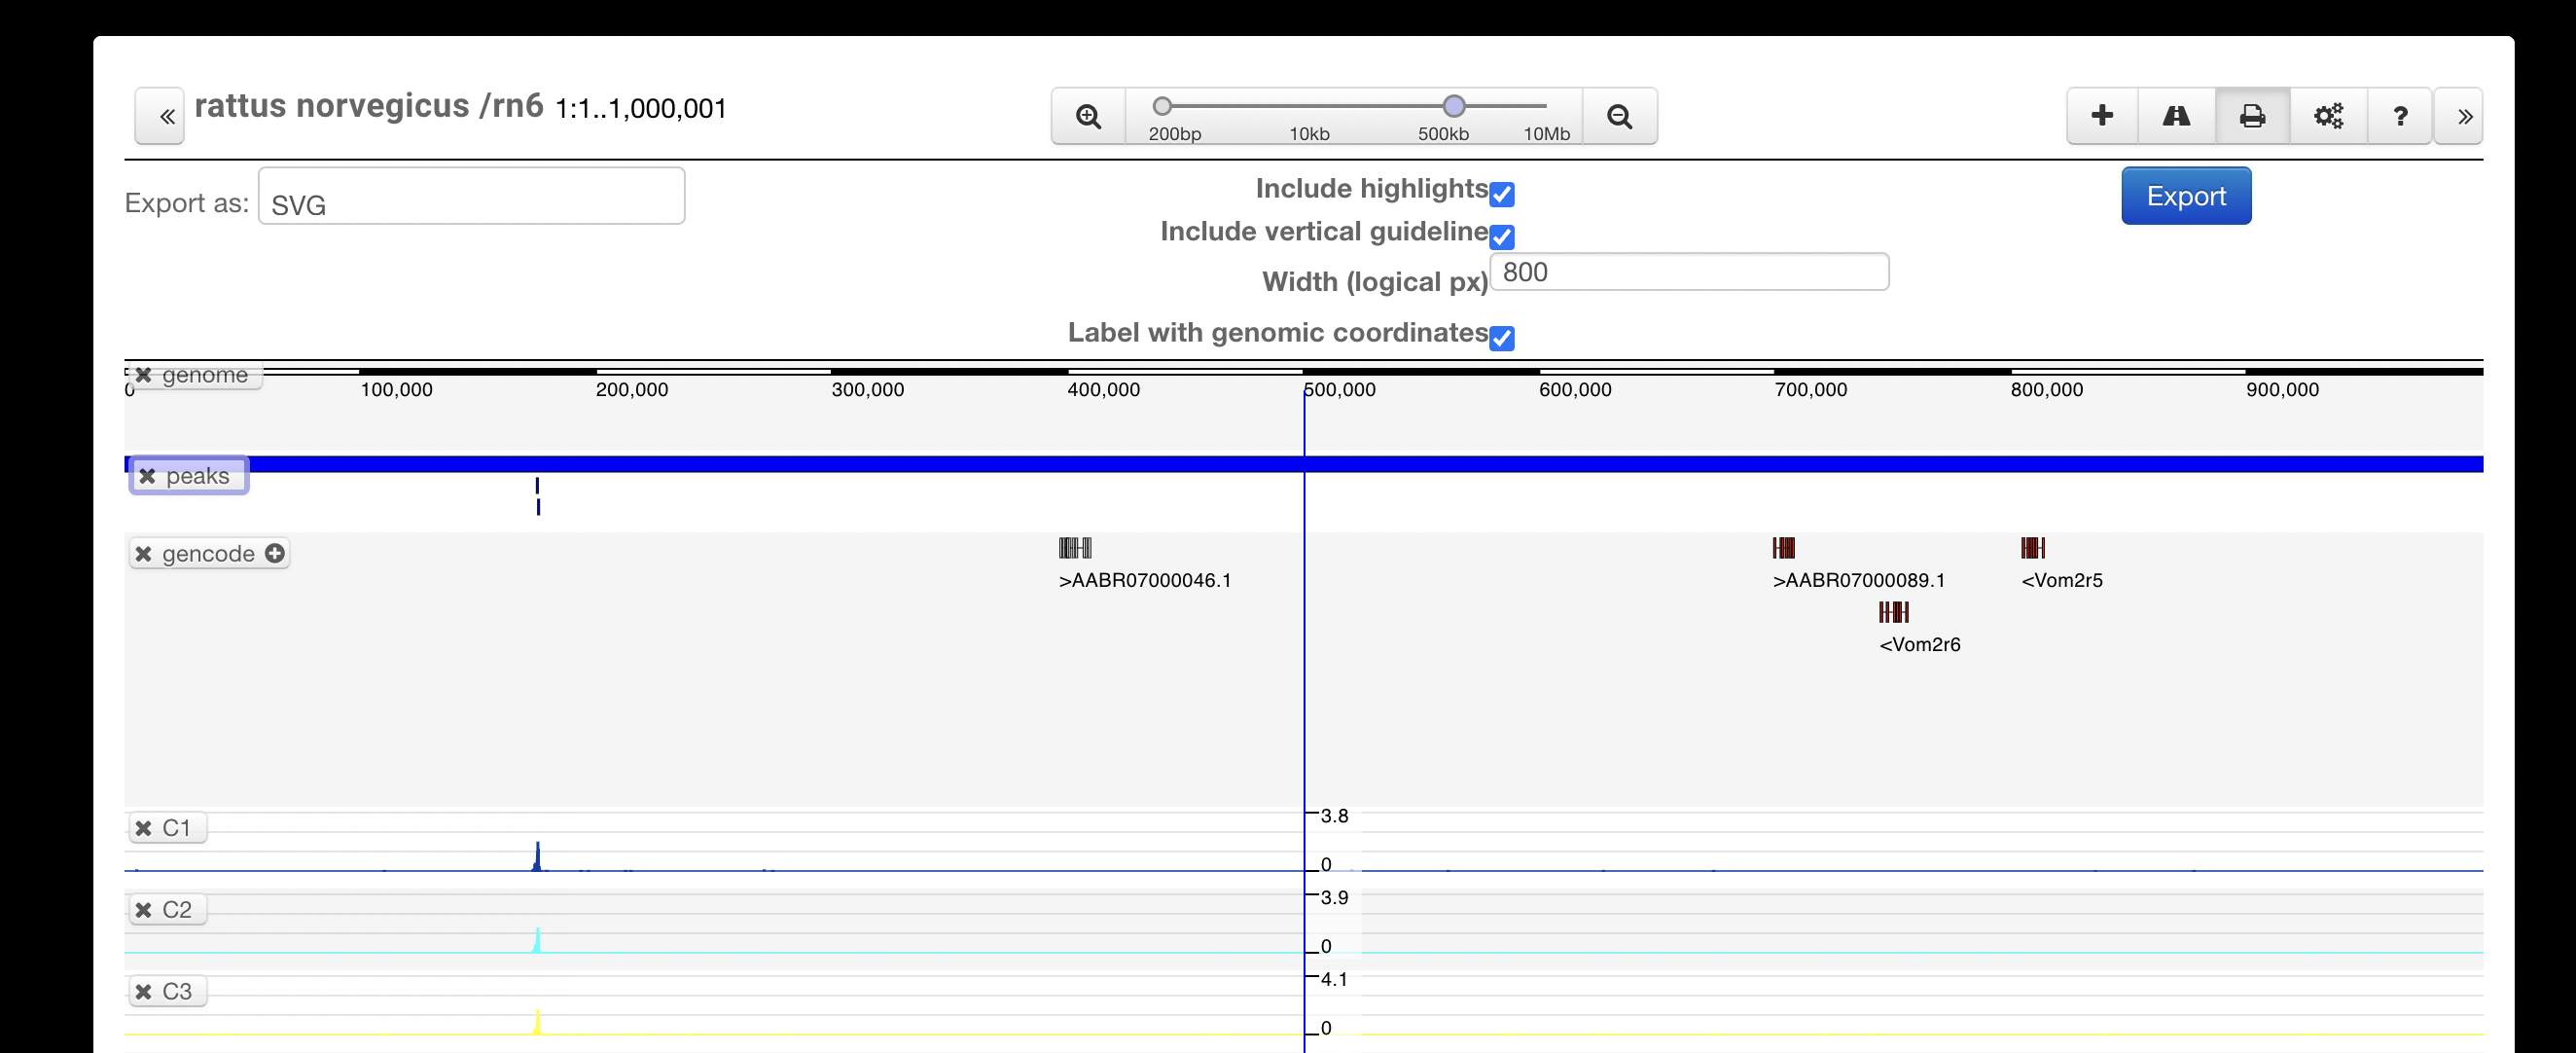 « rattus norvegicus /rn6 1:1..1,000,001
200bp 10kb 500kb 10Mb
+ ? »
Export as: SVG
Include highlights
Export
Include vertical guideline
Width (logical px) 800
Label with genomic coordinates
genome
0 100,000 200,000 300,000 400,000 500,000 600,000 700,000 800,000 900,000
peaks
gencode
>AABR07000046.1 >AABR07000089.1 <Vom2r5
<Vom2r6
3.8
C1
0
3.9
C2
0
4.1
C3
0